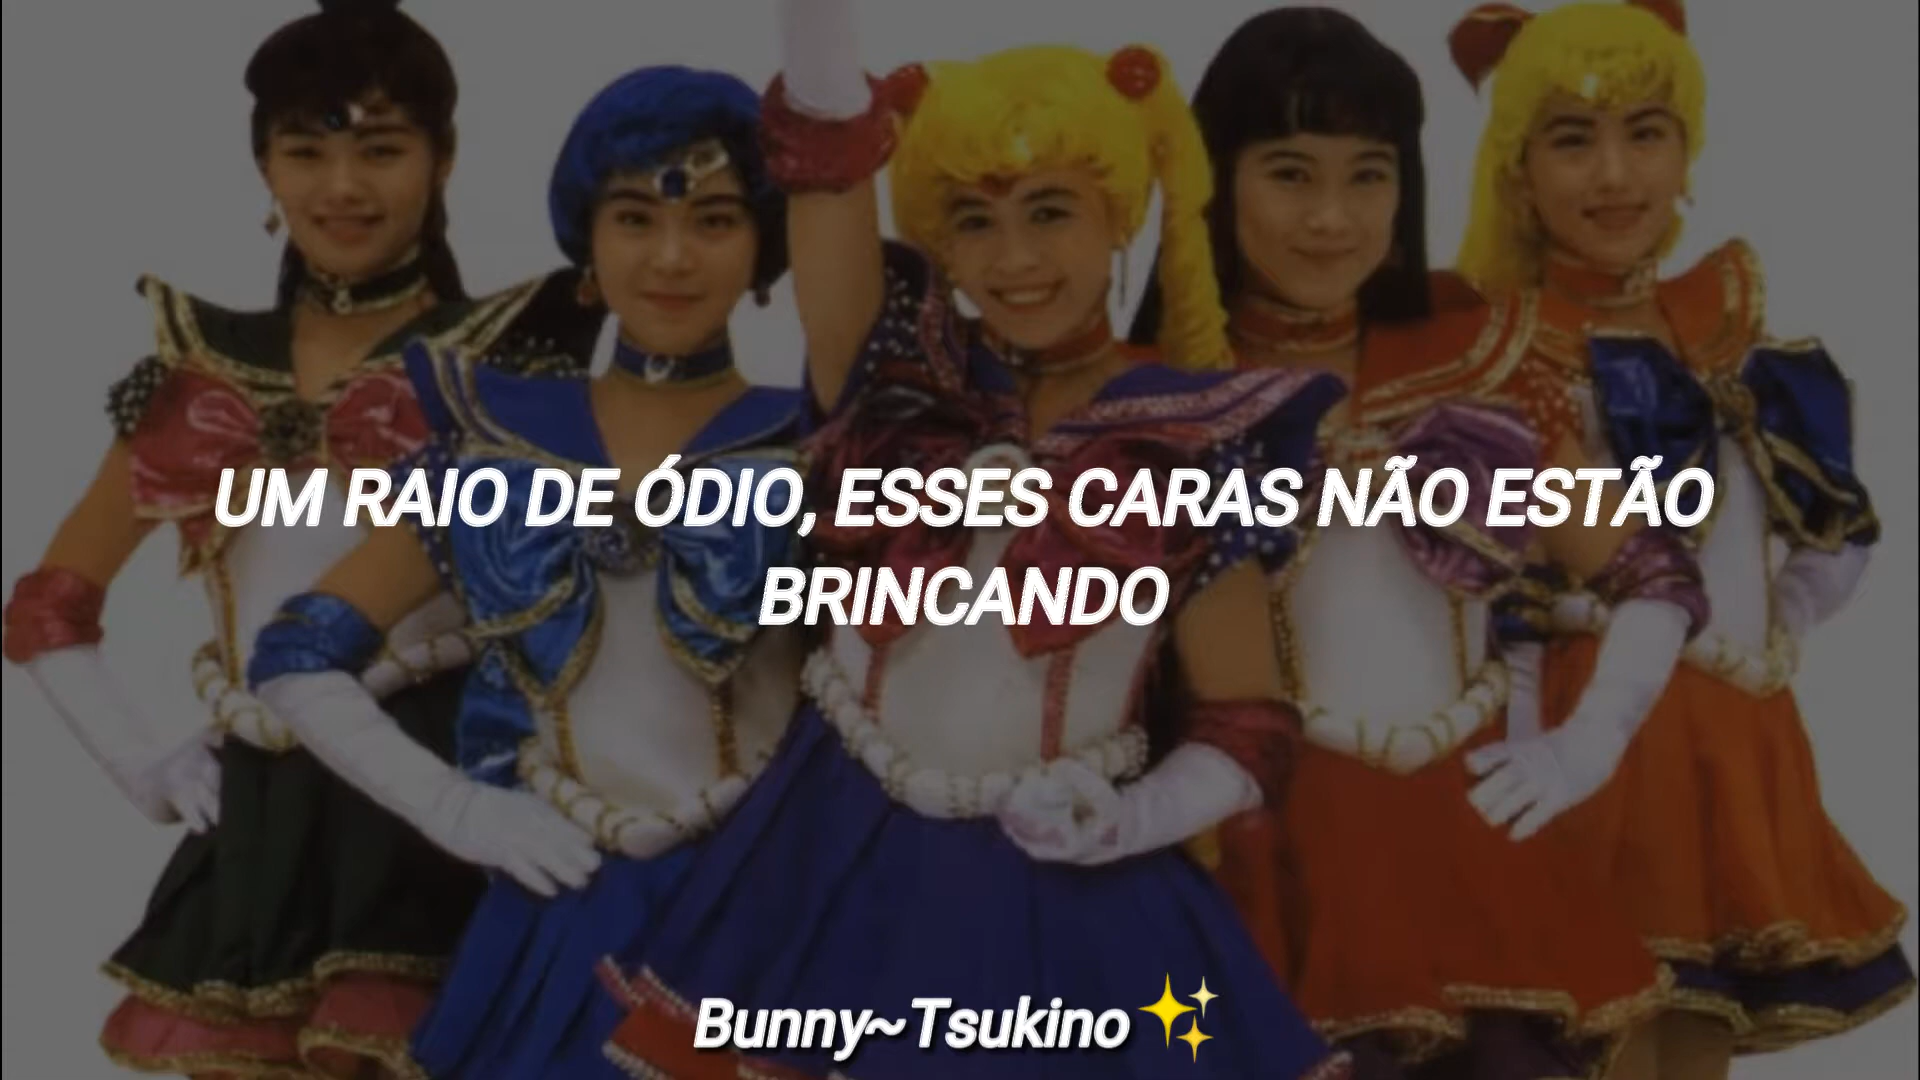 UM RAIO DE ÓDIO, ESSES CARAS NÃO ESTÃO
BRINCANDO
Bunny~Tsukino✨